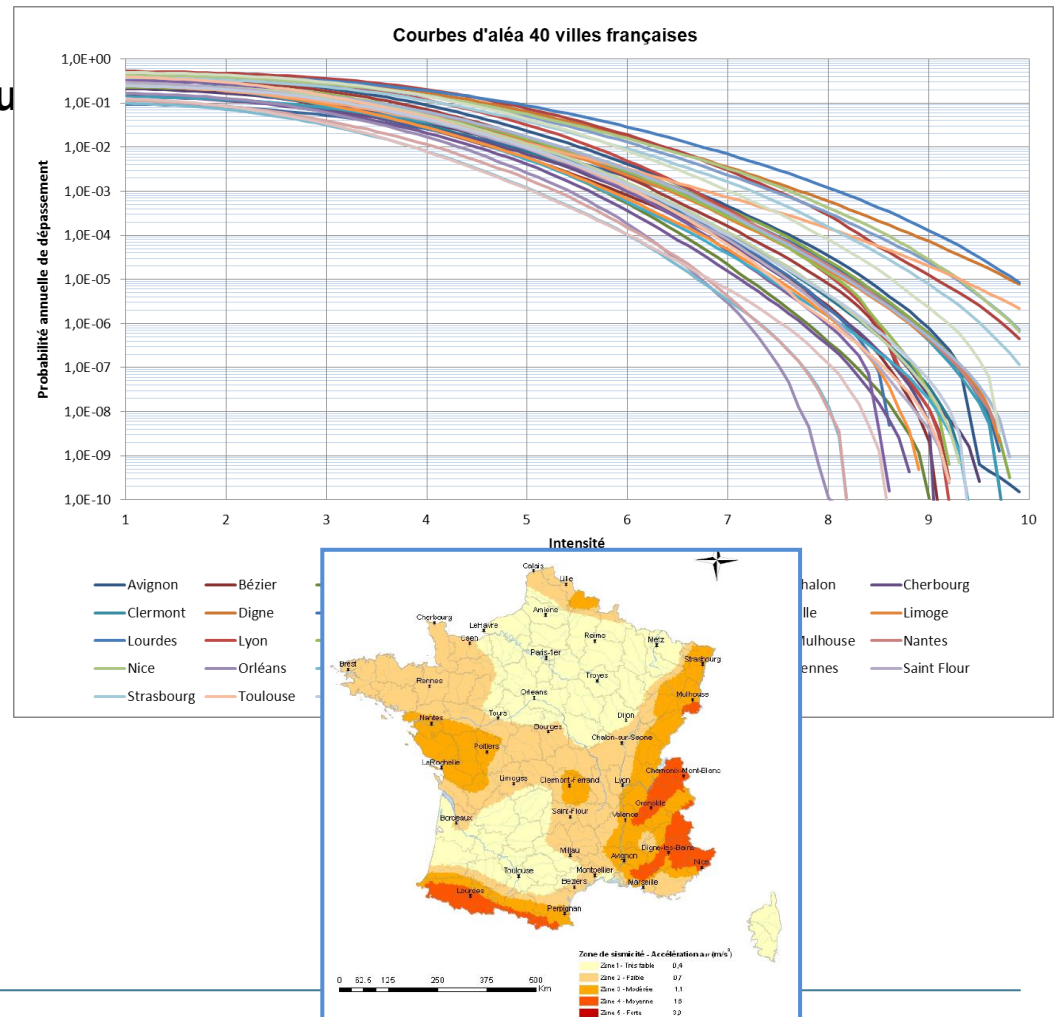 u
Courbes d'aléa 40 villes françaises
Probabilité annuelle de dépassement
1,0E+00
1,0E-01
1,0E-02
1,0E-03
1,0E-04
1,0E-05
1,0E-06
1,0E-07
1,0E-08
1,0E-09
1,0E-10
1 2 3 4 5 6 7 8 9 10
Intensité
Avignon Bézier halon Cherbourg
Clermont Digne lle Limoge
Lourdes Lyon Mulhouse Nantes
Nice Orléans ennes Saint Flour
Strasbourg Toulouse
Calais
Lille
Amiens
Cherbourg
LeHavre
Caen
Reims
Metz
Paris-1er
Strasbourg
Brest
Rennes
Troyes
Orleans
Mulhouse
Nantes
Tours
Dijon
Bourges
Chalon-sur-Saone
Poitiers
LaRochelle
Limoges
Clermont-Ferrand
Lyon
Chamonix-Mont-Blanc
Grenoble
Saint-Flour
Valence
Bordeaux
Millau
Digne-les-Bains
Avignon
Nice
Toulouse
Montpellier
Beziers
Marseille
Lourdes
Perpignan
Zone de sismicité - Accélération agr (m/s²)
Zone 1 - Très faible 0,4
Zone 2 - Faible 0,7
Zone 3 - Modérée 1,1
Zone 4 - Moyenne 1,6
Zone 5 - Forte 3,0
0 62,5 125 250 375 500
Km